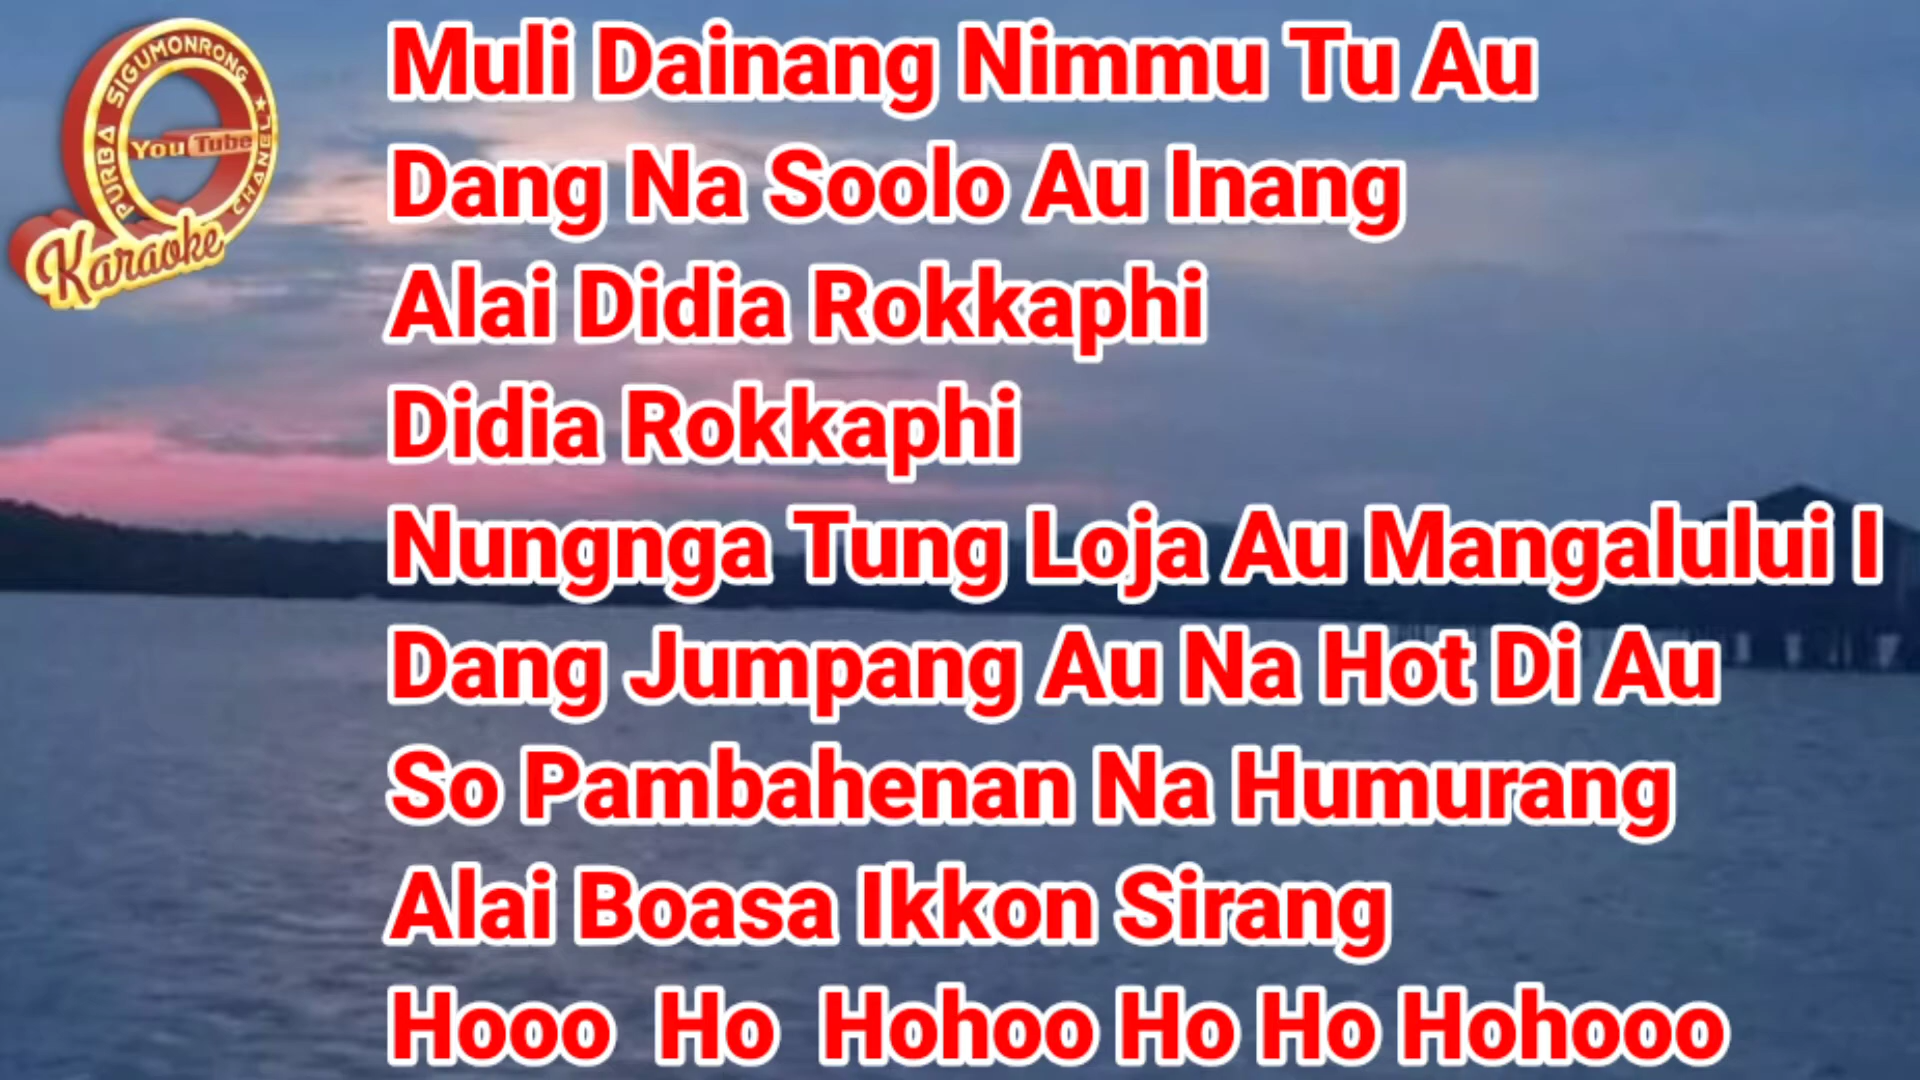 PURBA SIGUMONRONG CHANEL
YouTube
Karaoke
Muli Dainang Nimmu Tu Au
Dang Na Soolo Au Inang
Alai Didia Rokkaphi
Didia Rokkaphi
Nungnga Tung Loja Au Mangalului I
Dang Jumpang Au Na Hot Di Au
So Pambahenan Na Humurang
Alai Boasa Ikkon Sirang
Hooo Ho Hohoo Ho Ho Hohooo